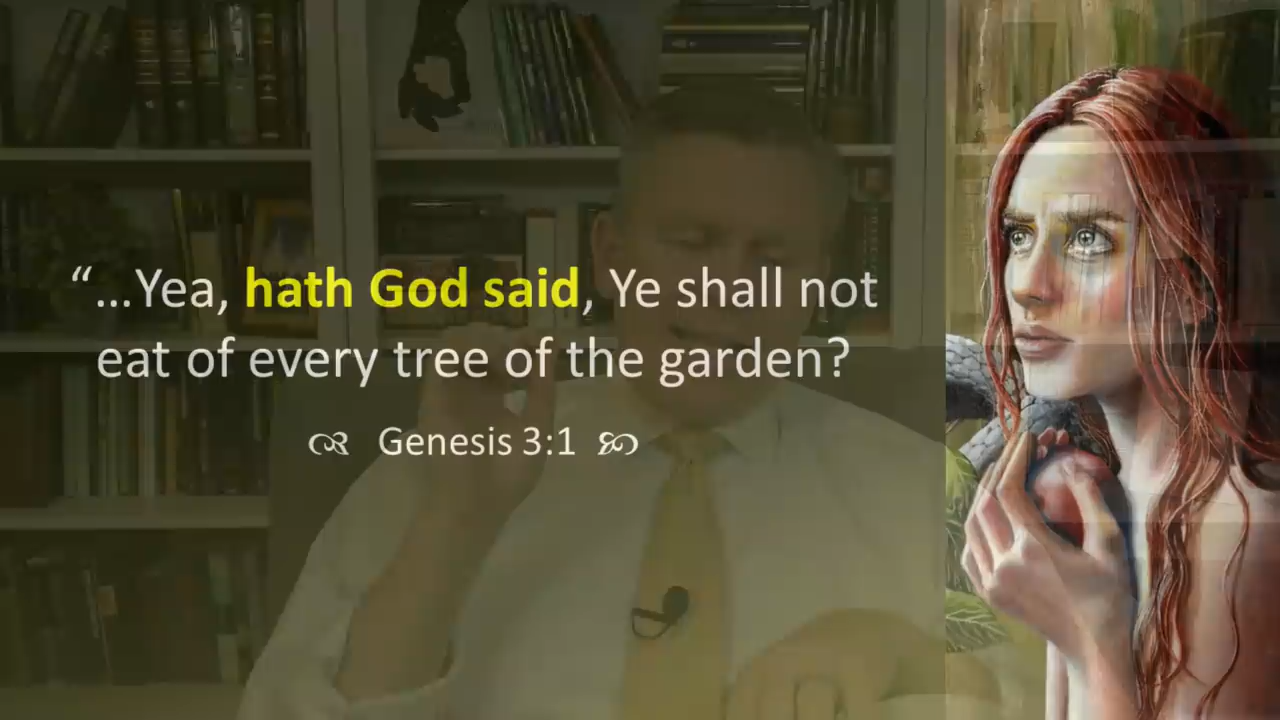 “…Yea, hath God said, Ye shall not
eat of every tree of the garden?
Genesis 3:1